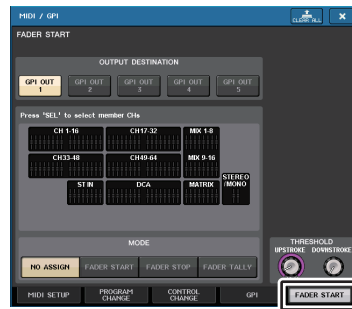 MIDI / GPI
CLEAR ALL
X
FADER START
OUTPUT DESTINATION
GPI OUT 1
GPI OUT 2
GPI OUT 3
GPI OUT 4
GPI OUT 5
Press "SEL" to select member CHs
CH 1-16
CH17-32
MIX 1-8
CH33-48
CH49-64
MIX 9-16
STEREO /MONO
ST IN
DCA
MATRIX
MODE
NO ASSIGN
FADER START
FADER STOP
FADER TALLY
THRESHOLD
UPSTROKE DOWNSTROKE
MIDI SETUP
PROGRAM CHANGE
CONTROL CHANGE
GPI
FADER START